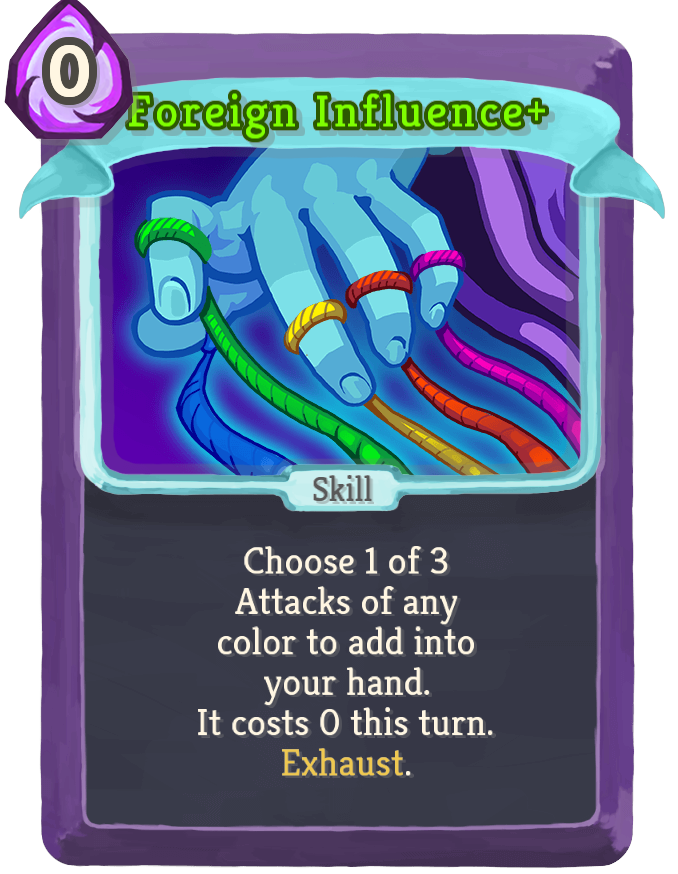 0
Foreign Influence+
Skill
Choose 1 of 3
Attacks of any
color to add into
your hand.
It costs 0 this turn.
Exhaust.